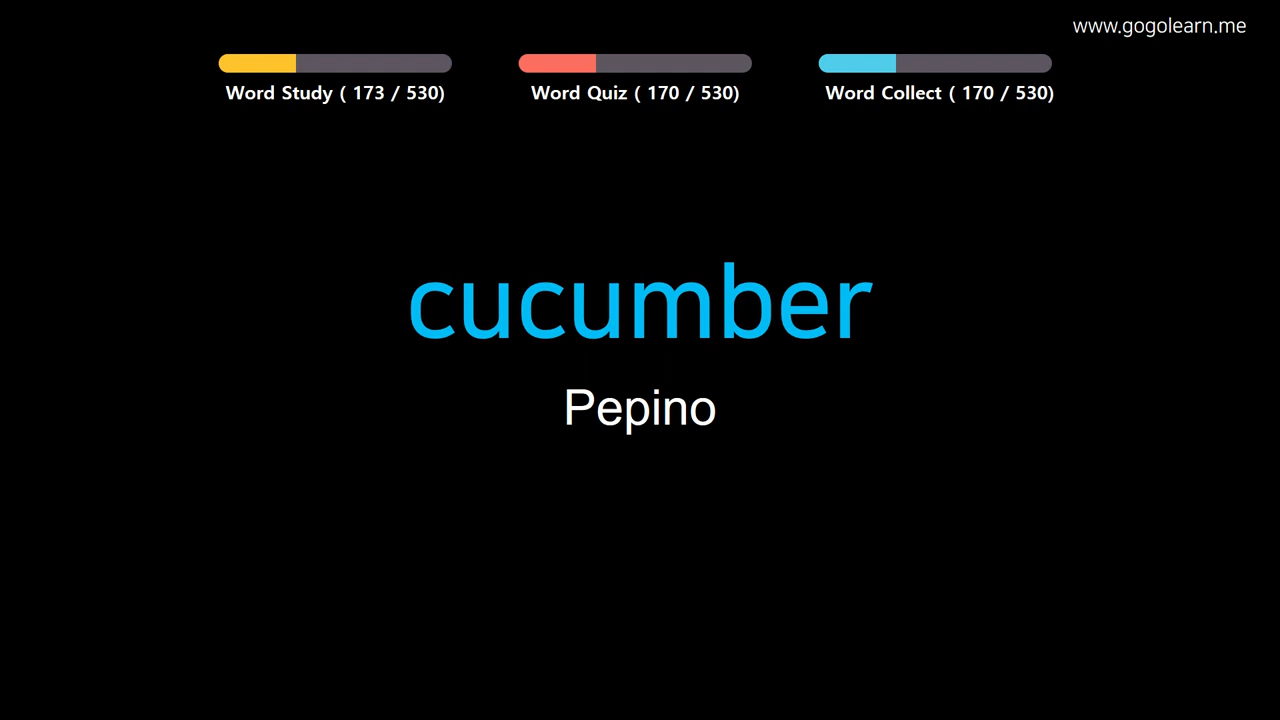 www.gogolearn.me
Word Study ( 173 / 530)
Word Quiz ( 170 / 530)
Word Collect ( 170 / 530)
cucumber
Pepino